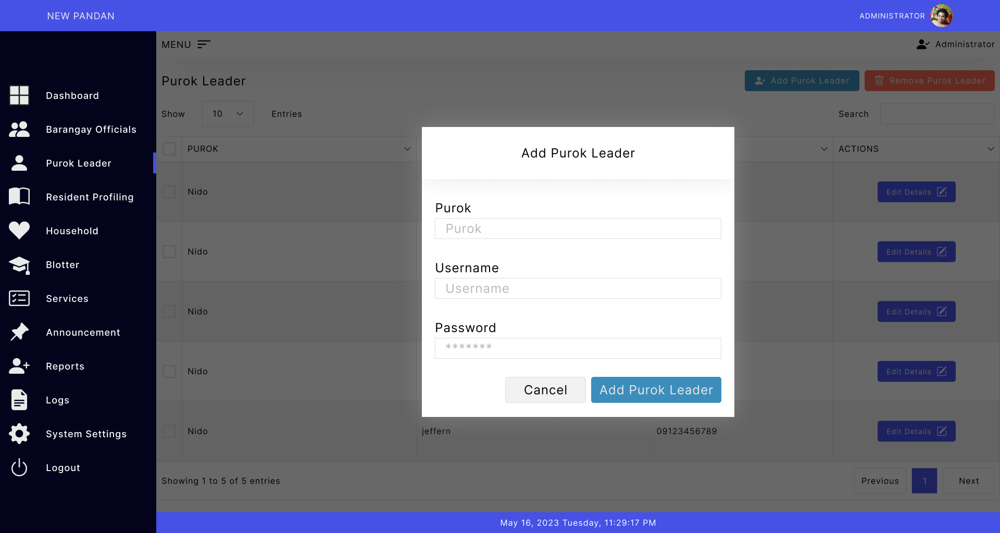 NEW PANDAN
ADMINISTRATOR
MENU
Administrator
Dashboard
Barangay Officials
Purok Leader
Resident Profiling
Household
Blotter
Services
Announcement
Reports
Logs
System Settings
Logout
Purok Leader
Add Purok Leader
Remove Purok Leader
Show
10
Entries
Search
PUROK
ACTIONS
Nido
Edit Details
Nido
Edit Details
Nido
Edit Details
Nido
Edit Details
Nido
jeffern
09123456789
Edit Details
Add Purok Leader
Purok
Purok
Username
Username
Password
*******
Cancel
Add Purok Leader
Showing 1 to 5 of 5 entries
Previous
1
Next
May 16, 2023 Tuesday, 11:29:17 PM